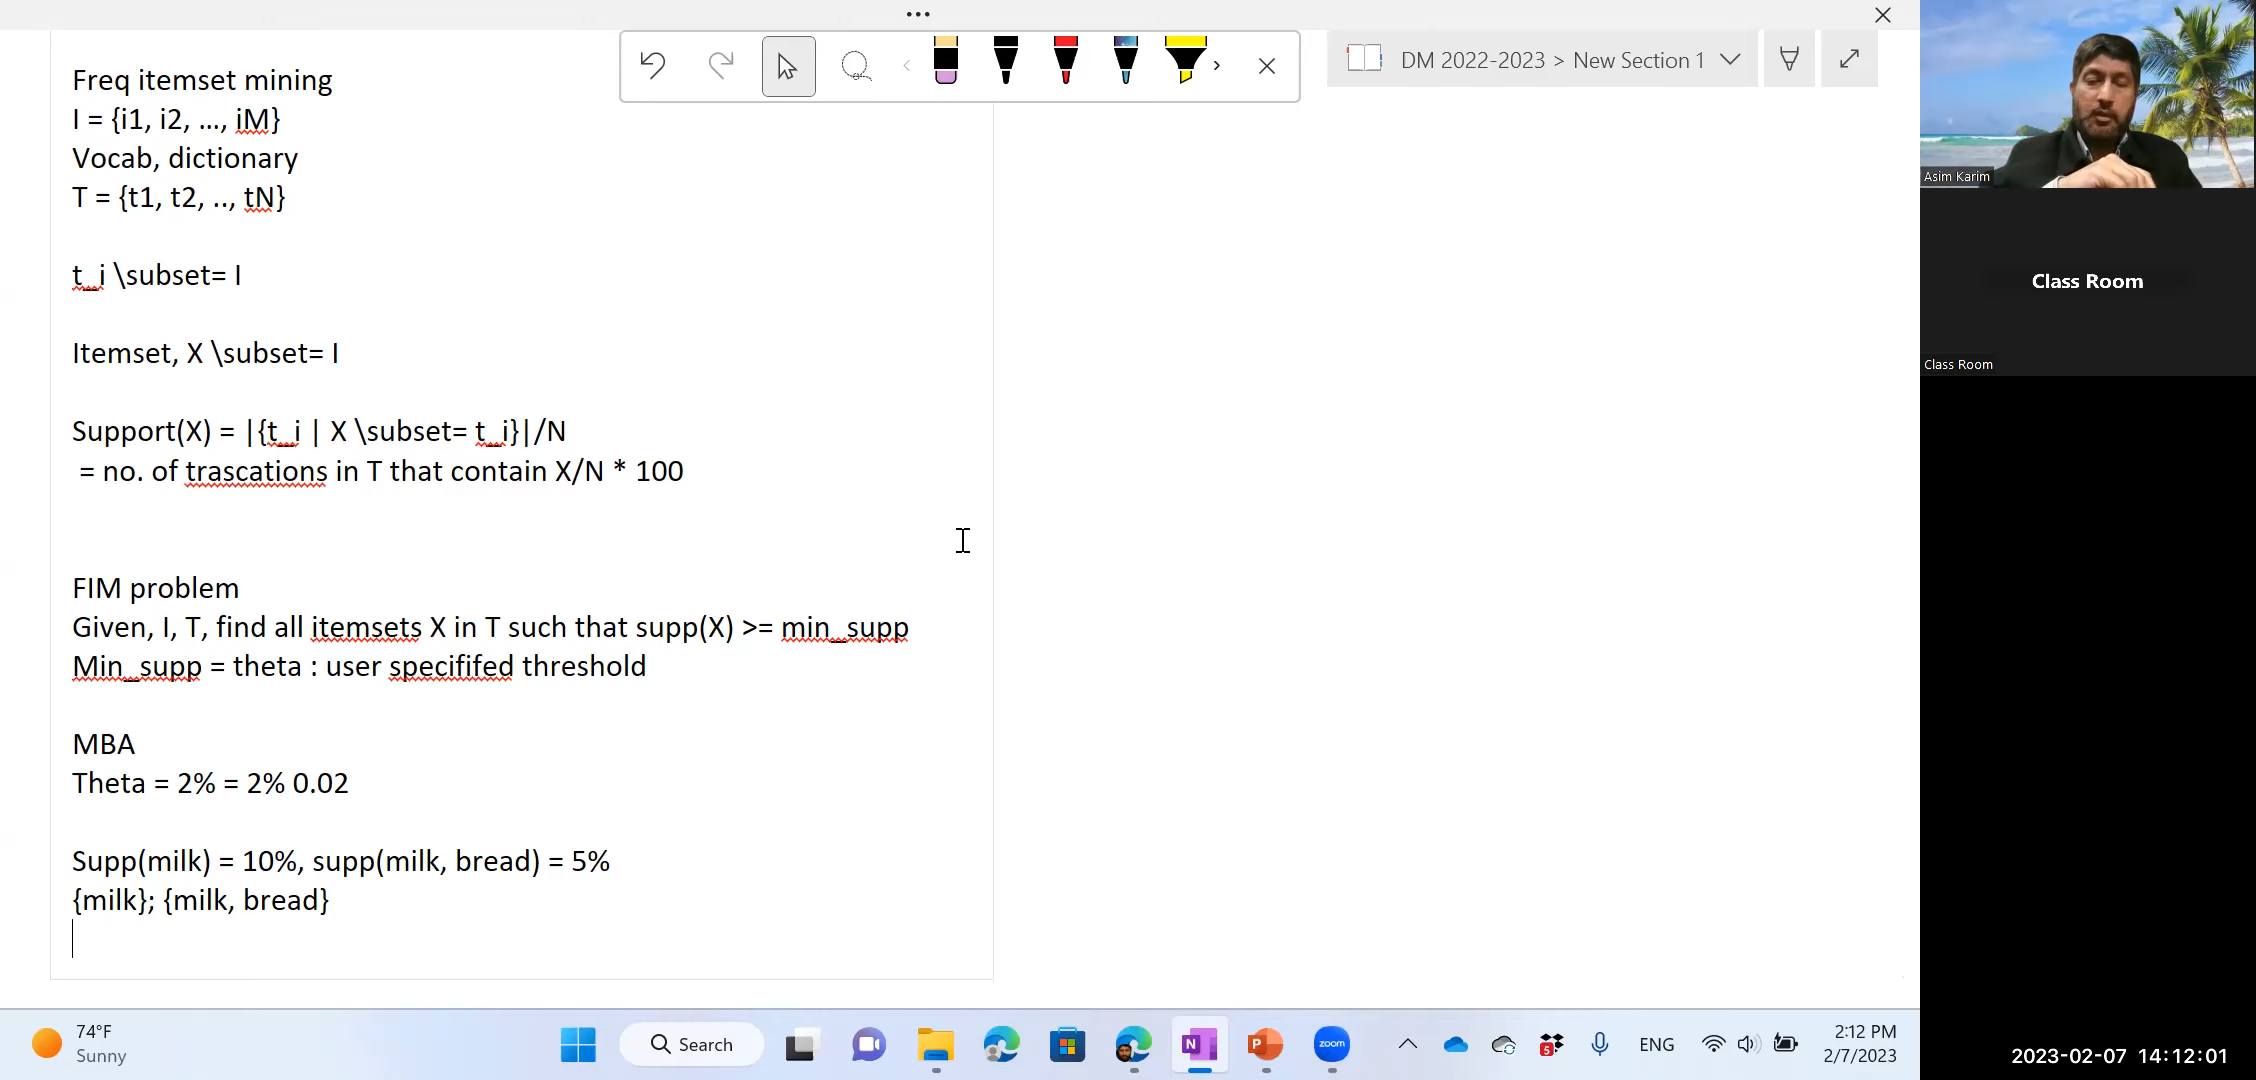 DM 2022-2023 > New Section 1
Freq itemset mining
I = {i1, i2, ..., iM}
Vocab, dictionary
T = {t1, t2, .., tN}
t_i \subset= I
Itemset, X \subset= I
Support(X) = |{t_i | X \subset= t_i}|/N
= no. of trascations in T that contain X/N * 100
FIM problem
Given, I, T, find all itemsets X in T such that supp(X) >= min_supp
Min_supp = theta : user specififed threshold
MBA
Theta = 2% = 2% 0.02
Supp(milk) = 10%, supp(milk, bread) = 5%
{milk}; {milk, bread}
Asim Karim
Class Room
Class Room
74°F
Sunny
Search
N
P
zoom
5
ENG
2:12 PM
2/7/2023
2023-02-07 14:12:01